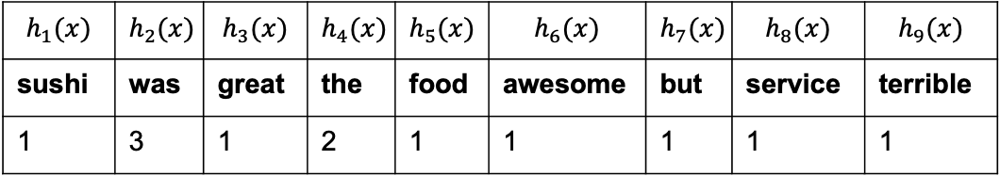 h₁(x) h₂(x) h₃(x) h₄(x) h₅(x) h₆(x) h₇(x) h₈(x) h₉(x)
sushi was great the food awesome but service terrible
1 3 1 2 1 1 1 1 1